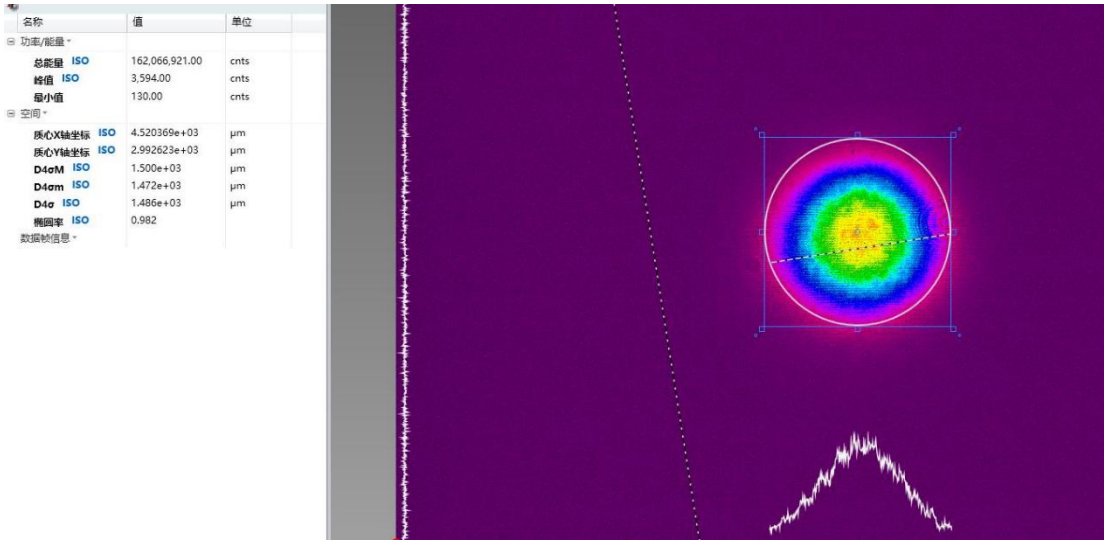 名称 值 单位
功率/能量
总能量 ISO 162,066,921.00 cnts
峰值 ISO 3,594.00 cnts
最小值 130.00 cnts
空间
质心X轴坐标 ISO 4.520369e+03 μm
质心Y轴坐标 ISO 2.992623e+03 μm
D4σM ISO 1.500e+03 μm
D4σm ISO 1.472e+03 μm
D4σ ISO 1.486e+03 μm
椭圆率 ISO 0.982
数据帧信息